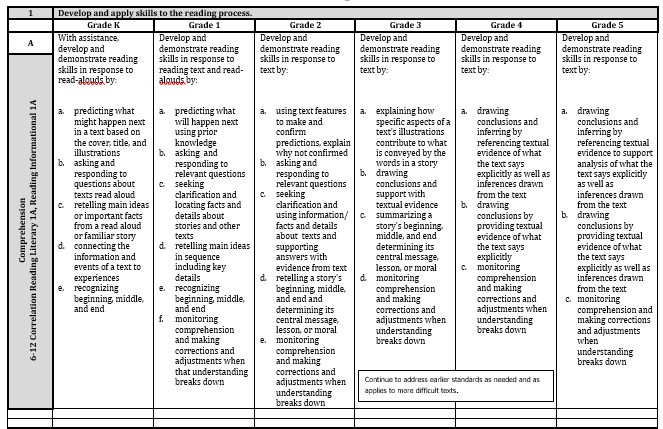 1
Develop and apply skills to the reading process.
Grade K
Grade 1
Grade 2
Grade 3
Grade 4
Grade 5
A
Comprehension
6-12 Correlation Reading Literary 1A, Reading Informational 1A
With assistance,
develop and
demonstrate reading
skills in response to
read-alouds by:
a. predicting what
might happen next
in a text based on
the cover, title, and
illustrations
b. asking and
responding to
questions about
texts read aloud
c. retelling main ideas
or important facts
from a read aloud
or familiar story
d. connecting the
information and
events of a text to
experiences
e. recognizing
beginning, middle,
and end
Develop and
demonstrate reading
skills in response to
reading text and read-
alouds by:
a. predicting what
will happen next
using prior
knowledge
b. asking and
responding to
relevant questions
c. seeking
clarification and
locating facts and
details about
stories and other
texts
d. retelling main ideas
in sequence
including key
details
e. recognizing
beginning, middle,
and end
f. monitoring
comprehension
and making
corrections and
adjustments when
that understanding
breaks down
Develop and
demonstrate reading
skills in response to
text by:
a. using text features
to make and
confirm
predictions, explain
why not confirmed
b. asking and
responding to
relevant questions
c. seeking
clarification and
using information/
facts and details
about texts and
supporting
answers with
evidence from text
d. retelling a story's
beginning, middle,
and end and
determining its
central message,
lesson, or moral
e. monitoring
comprehension
and making
corrections and
adjustments when
understanding
breaks down
Develop and
demonstrate reading
skills in response to
text by:
a. explaining how
specific aspects of a
text's illustrations
contribute to what
is conveyed by the
words in a story
b. drawing
conclusions and
support with
textual evidence
c. summarizing a
story's beginning,
middle, and end
determining its
central message,
lesson, or moral
d. monitoring
comprehension
and making
corrections and
adjustments when
understanding
breaks down
Develop and
demonstrate reading
skills in response to
text by:
a. drawing
conclusions and
inferring by
referencing textual
evidence of what
the text says
explicitly as well as
inferences drawn
from the text
b. drawing
conclusions by
providing textual
evidence of what
the text says
explicitly
c. monitoring
comprehension
and making
corrections and
adjustments when
understanding
breaks down
Develop and
demonstrate reading
skills in response to
text by:
a. drawing
conclusions and
inferring by
referencing textual
evidence to support
analysis of what the
text says explicitly
as well as
inferences drawn
from the text
b. drawing
conclusions by
providing textual
evidence of what
the text says
explicitly as well as
inferences drawn
from the text
c. monitoring
comprehension and
making corrections
and adjustments
when
understanding
breaks down
Continue to address earlier standards as needed and as
applies to more difficult texts.